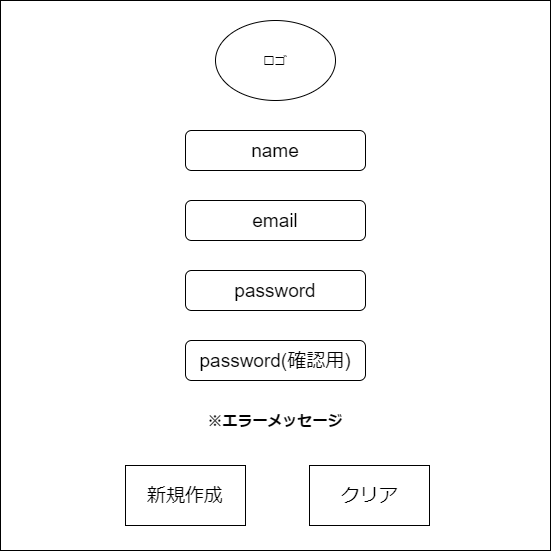 ロゴ
name
email
password
password(確認用)
※エラーメッセージ
新規作成
クリア